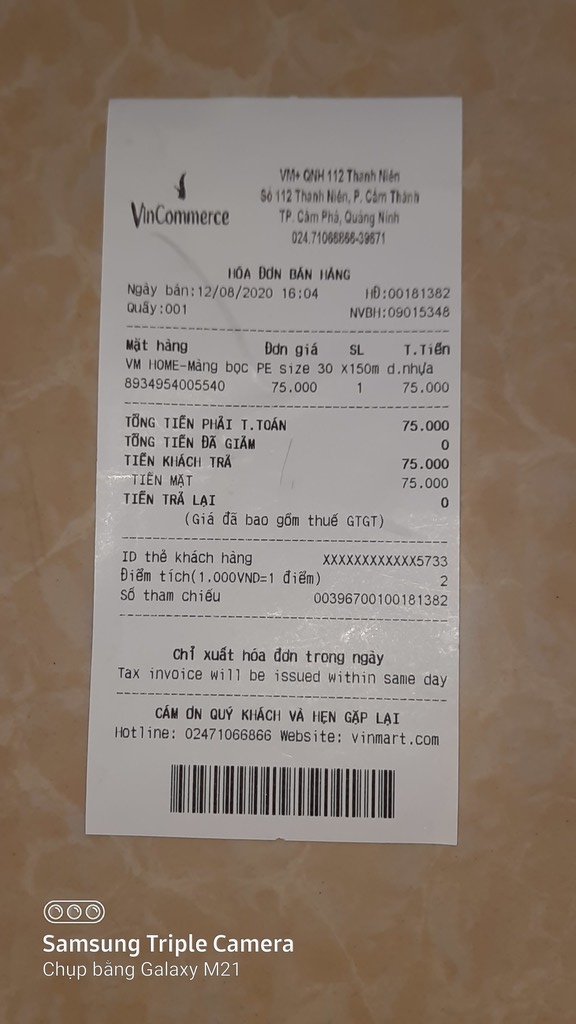 VinCommerce
VM+ QNH 112 Thanh Niên
Số 112 Thanh Niên, P. Cẩm Thành
TP. Cẩm Phả, Quảng Ninh
024.71066866-39671
HÓA ĐƠN BÁN HÀNG
Ngày bán:12/08/2020 16:04 HĐ:00181382
Quầy:001 NVBH:09015348
Mặt hàng Đơn giá SL T.Tiền
VM HOME-Màng bọc PE size 30 X150m d.nhựa
8934954005540 75.000 1 75.000
TỔNG TIỀN PHẢI T.TOÁN 75.000
TỔNG TIỀN ĐÃ GIẢM 0
TIỀN KHÁCH TRẢ 75.000
TIỀN MẶT 75.000
TIỀN TRẢ LẠI 0
(Giá đã bao gồm thuế GTGT)
ID thẻ khách hàng XXXXXXXXXXXX5733
Điểm tích(1.000VND=1 điểm) 2
Số tham chiếu 00396700100181382
Chỉ xuất hóa đơn trong ngày
Tax invoice will be issued within same day
CẢM ƠN QUÝ KHÁCH VÀ HẸN GẶP LẠI
Hotline: 02471066866 Website: vinmart.com
Samsung Triple Camera
Chụp bằng Galaxy M21